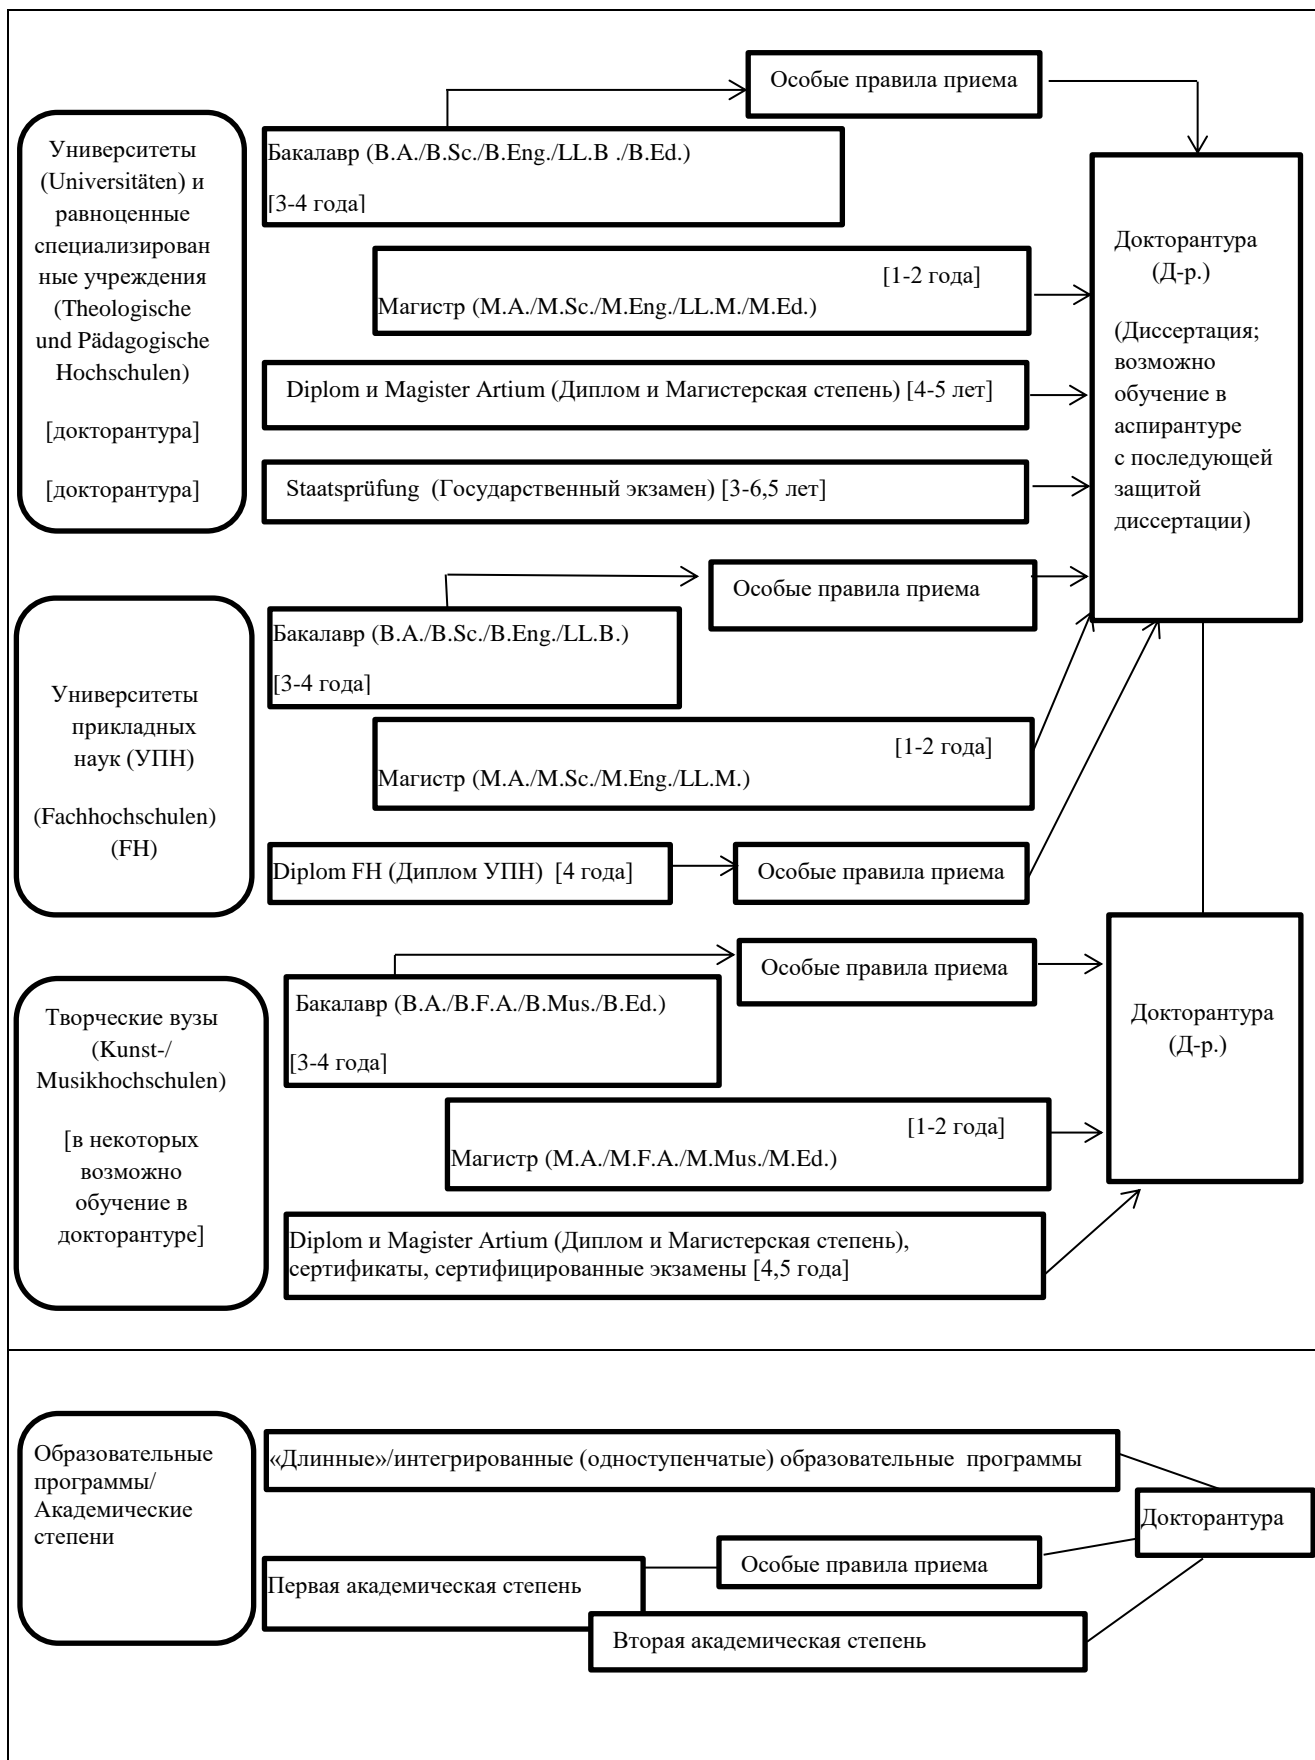 Особые правила приема
Университеты
(Universitäten) и
равноценные
специализирован
ные учреждения
(Theologische
und Pädagogische
Hochschulen)
[докторантура]
[докторантура]
Бакалавр (B.A./B.Sc./B.Eng./LL.B ./B.Ed.)
[3-4 года]
[1-2 года]
Магистр (M.A./M.Sc./M.Eng./LL.M./M.Ed.)
Diplom и Magister Artium (Диплом и Магистерская степень) [4-5 лет]
Staatsprüfung (Государственный экзамен) [3-6,5 лет]
Докторантура
(Д-р.)
(Диссертация;
возможно
обучение в
аспирантуре
с последующей
защитой
диссертации)
Особые правила приема
Университеты
прикладных
наук (УПН)
(Fachhochschulen)
(FH)
Бакалавр (B.A./B.Sc./B.Eng./LL.B.)
[3-4 года]
[1-2 года]
Магистр (M.A./M.Sc./M.Eng./LL.M.)
Diplom FH (Диплом УПН) [4 года]
Особые правила приема
Особые правила приема
Творческие вузы
(Kunst-/
Musikhochschulen)
[в некоторых
возможно
обучение в
докторантуре]
Бакалавр (B.A./B.F.A./B.Mus./B.Ed.)
[3-4 года]
[1-2 года]
Магистр (M.A./M.F.A./M.Mus./M.Ed.)
Diplom и Magister Artium (Диплом и Магистерская степень),
сертификаты, сертифицированные экзамены [4,5 года]
Докторантура
(Д-р.)
Образовательные
программы/
Академические
степени
«Длинные»/интегрированные (одноступенчатые) образовательные программы
Докторантура
Особые правила приема
Первая академическая степень
Вторая академическая степень